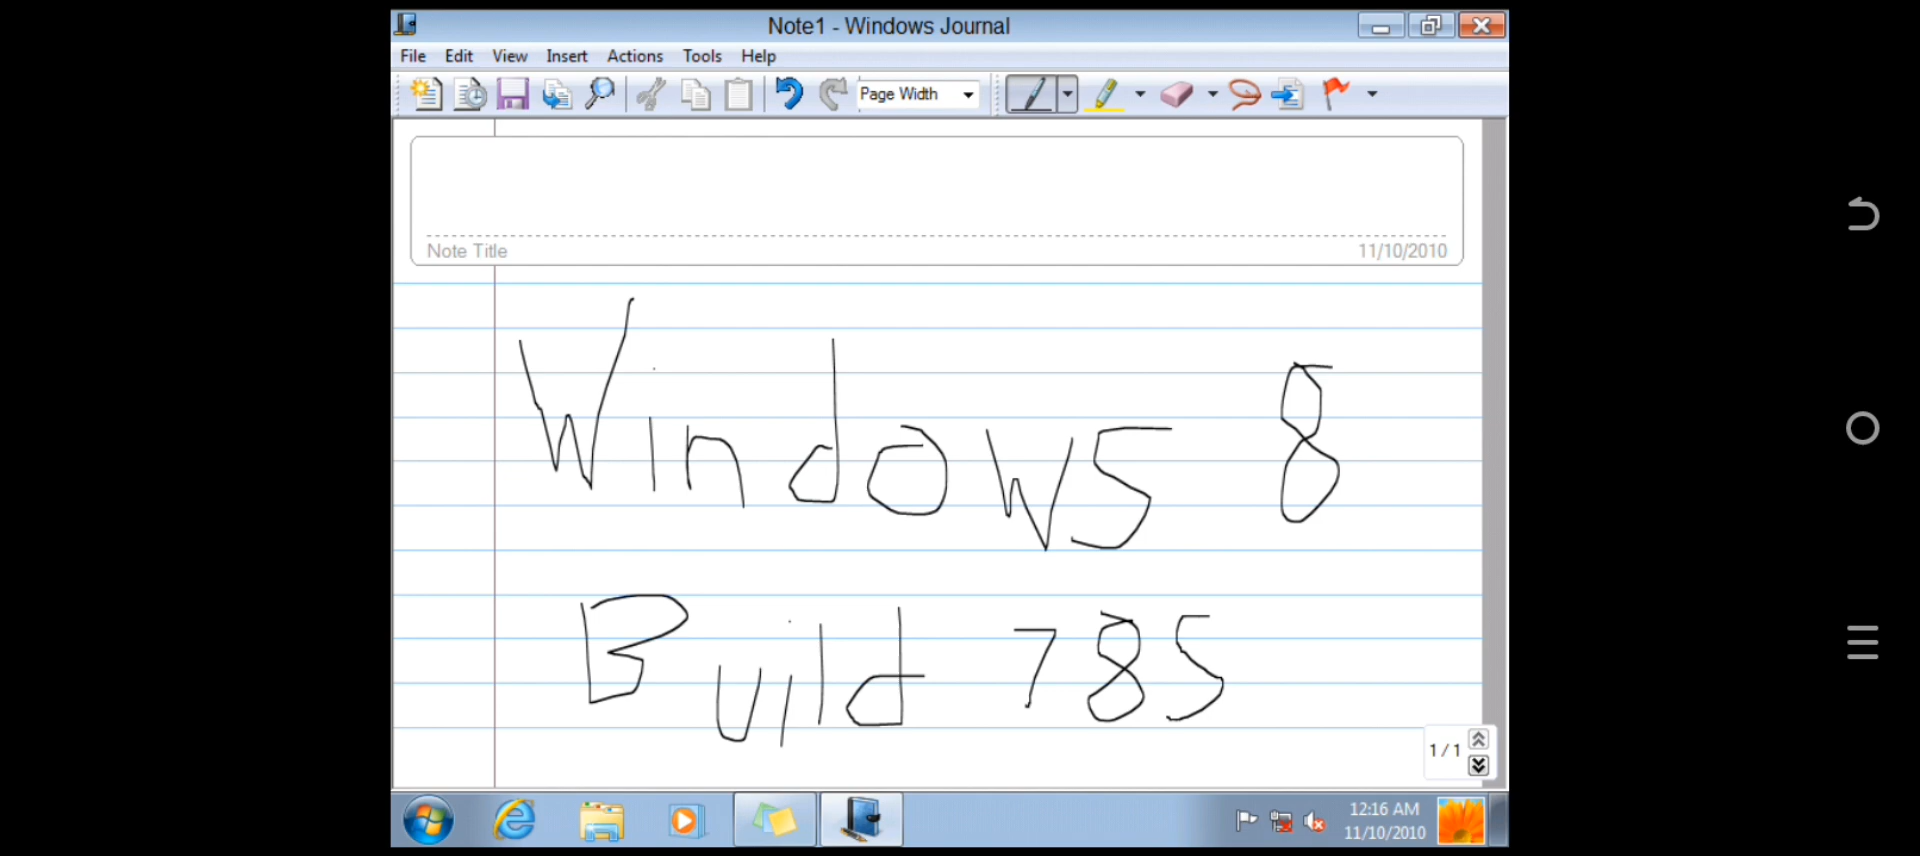 Note1 - Windows Journal
File Edit View Insert Actions Tools Help
Page Width
Note Title 11/10/2010
Windows 8
Build 785
1 / 1
12:16 AM
11/10/2010